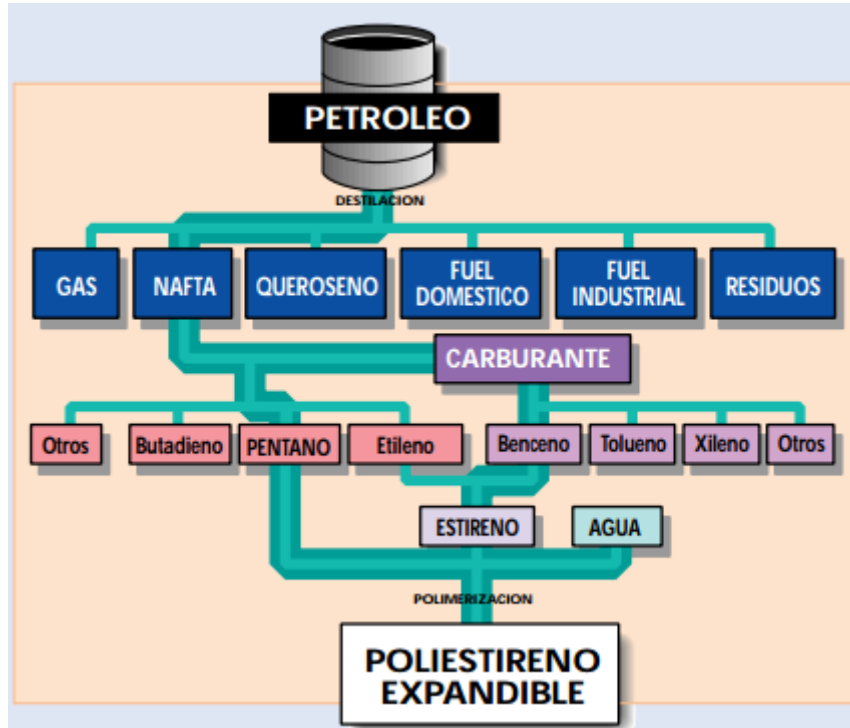 PETROLEO
DESTILACION
GAS
NAFTA
QUEROSENO
FUEL
DOMESTICO
FUEL
INDUSTRIAL
RESIDUOS
CARBURANTE
Otros
Butadieno
PENTANO
Etileno
Benceno
Tolueno
Xileno
Otros
ESTIRENO
AGUA
POLIMERIZACION
POLIESTIRENO
EXPANDIBLE